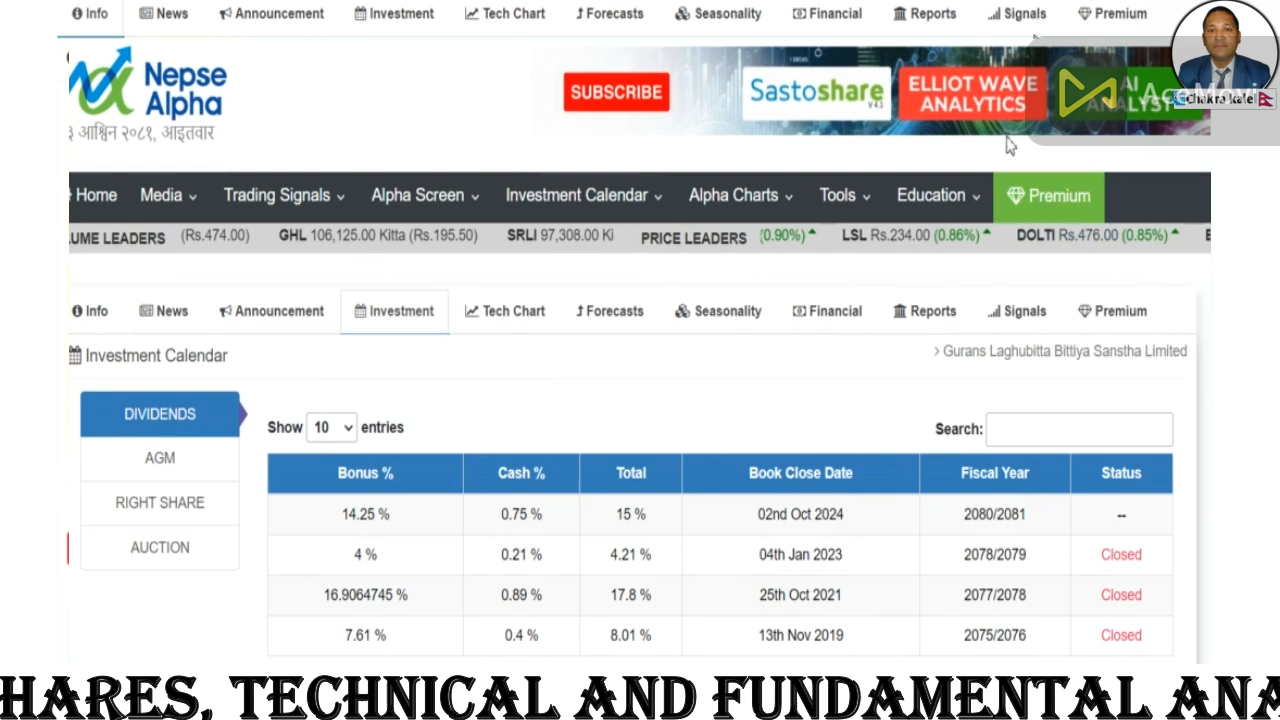 Info News Announcement Investment Tech Chart Forecasts Seasonality Financial Reports Signals Premium
Nepse
Alpha
३ आश्विन २०८१, आइतवार
SUBSCRIBE
Sastoshare
V 4.1
ELLIOT WAVE
ANALYTICS
AI
ANALYST
AceMovi
Home Media Trading Signals Alpha Screen Investment Calendar Alpha Charts Tools Education Premium
UME LEADERS (Rs.474.00) GHL 106,125.00 Kitta (Rs.195.50) SRLI 97,308.00 Ki PRICE LEADERS (0.90%) LSL Rs.234.00 (0.86%) DOLTI Rs.476.00 (0.85%)
Info News Announcement Investment Tech Chart Forecasts Seasonality Financial Reports Signals Premium
Investment Calendar
> Gurans Laghubitta Bittiya Sanstha Limited
DIVIDENDS
AGM
RIGHT SHARE
AUCTION
Show 10 entries
Search:
Bonus % Cash % Total Book Close Date Fiscal Year Status
14.25 % 0.75 % 15 % 02nd Oct 2024 2080/2081 --
4 % 0.21 % 4.21 % 04th Jan 2023 2078/2079 Closed
16.9064745 % 0.89 % 17.8 % 25th Oct 2021 2077/2078 Closed
7.61 % 0.4 % 8.01 % 13th Nov 2019 2075/2076 Closed
HARES, TECHNICAL AND FUNDAMENTAL ANA